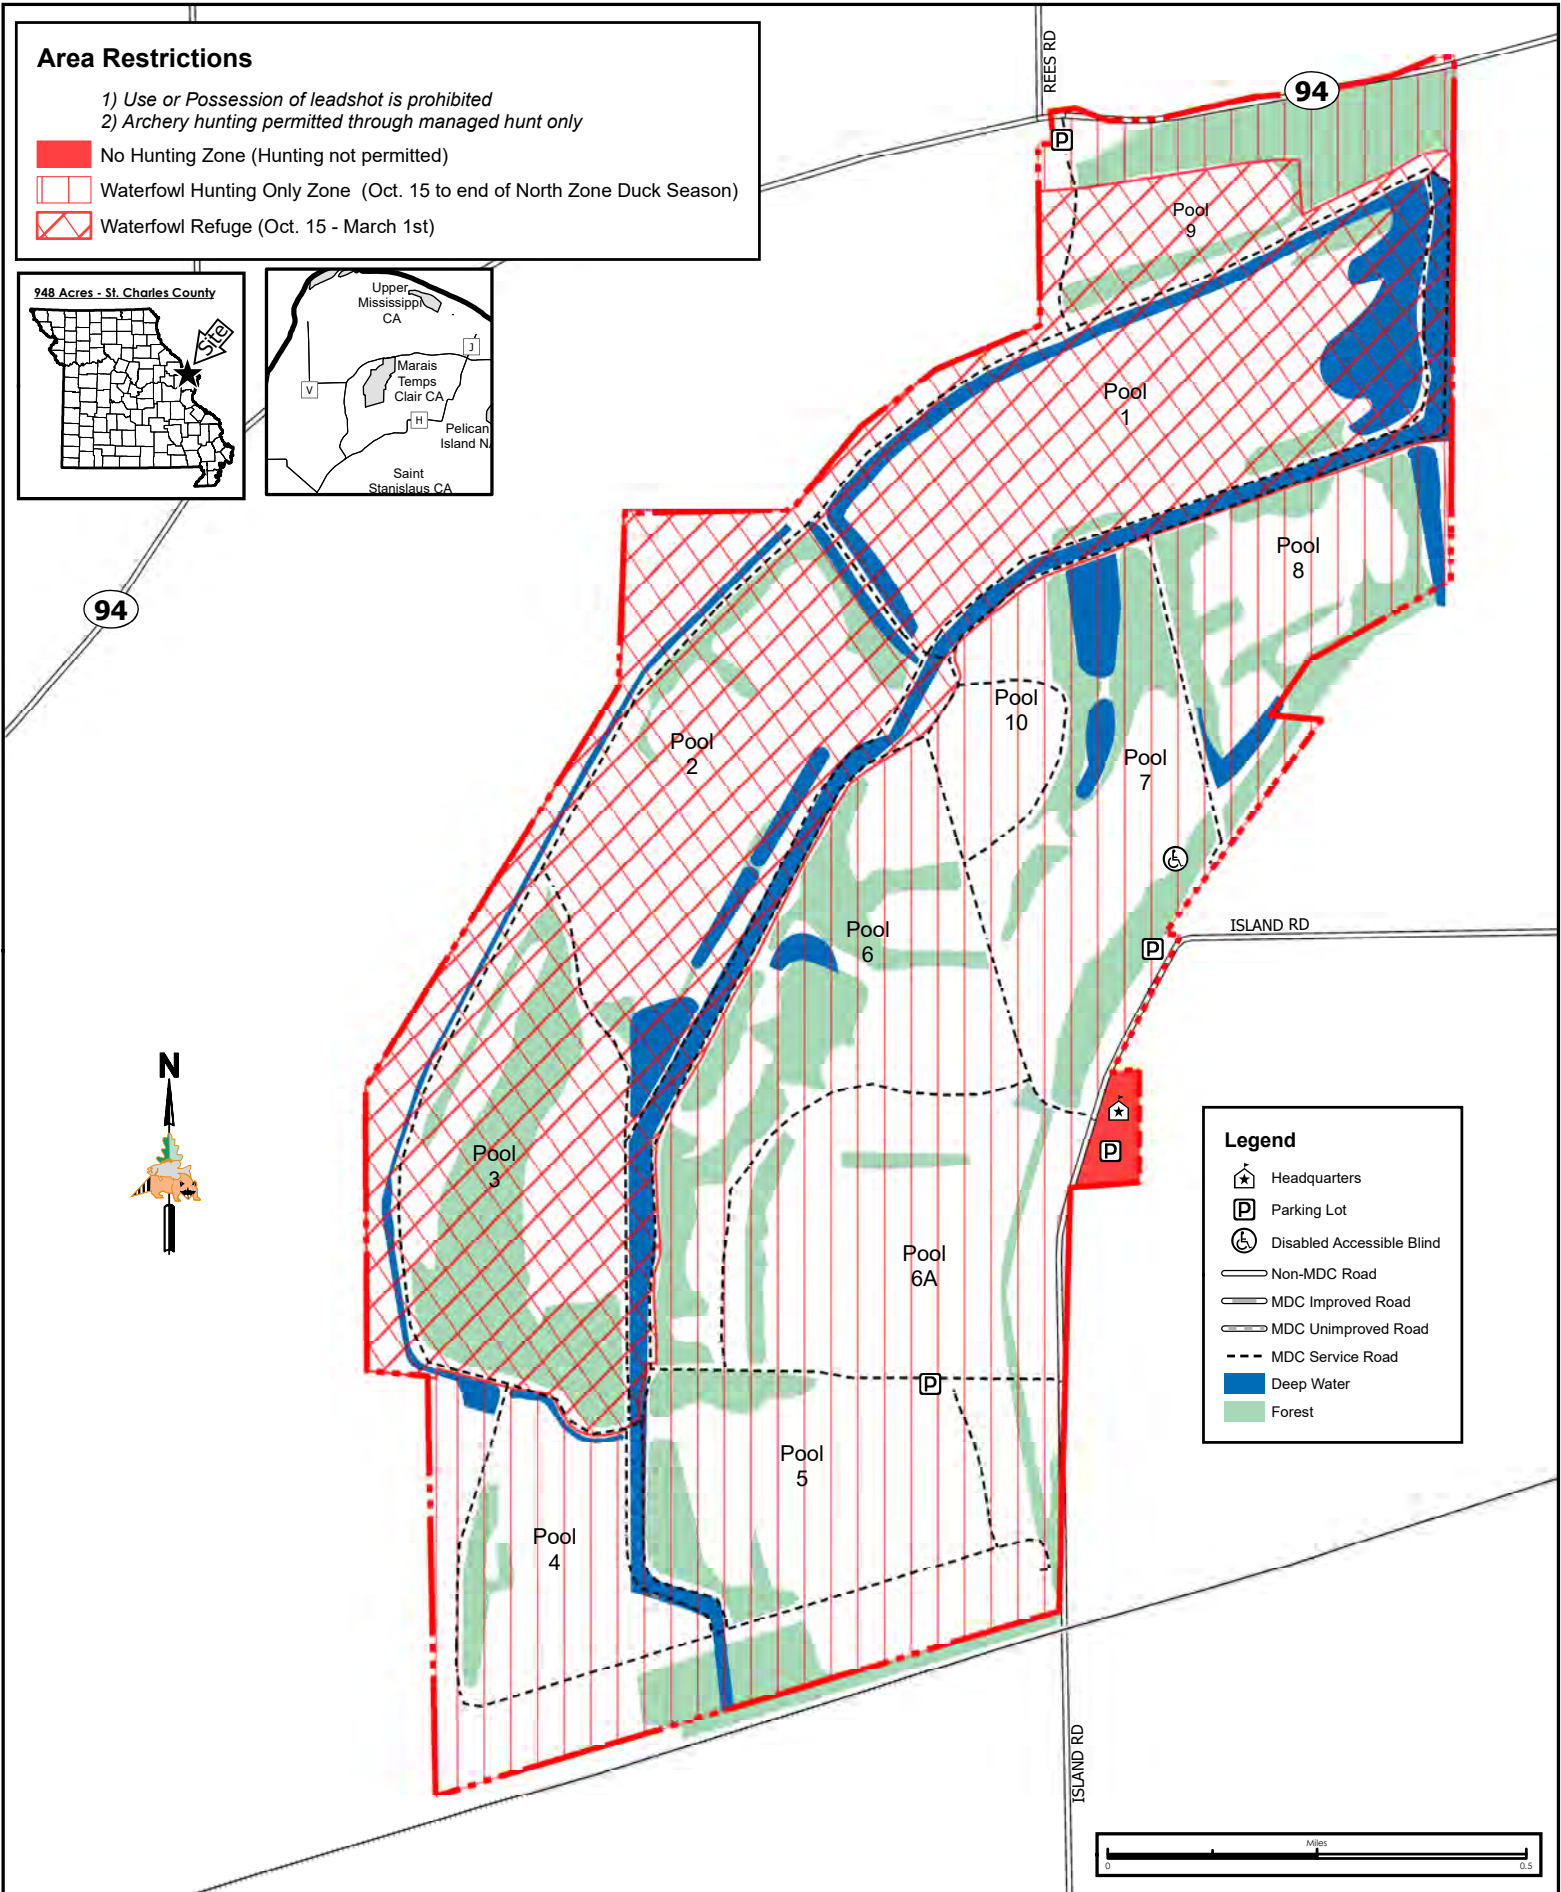 Area Restrictions
1) Use or Possession of leadshot is prohibited
2) Archery hunting permitted through managed hunt only
No Hunting Zone (Hunting not permitted)
Waterfowl Hunting Only Zone (Oct. 15 to end of North Zone Duck Season)
Waterfowl Refuge (Oct. 15 - March 1st)
948 Acres - St. Charles County
Site
Upper
Mississippi
CA
J
Marais
Temps
Clair CA
V
H
Pelican
Island N
Saint
Stanislaus CA
REES RD
94
P
Pool
9
Pool
1
Pool
8
94
Pool
10
Pool
2
Pool
7
Pool
6
ISLAND RD
P
N
P
Pool
3
Pool
6A
P
Pool
5
Pool
4
ISLAND RD
Legend
Headquarters
P
Parking Lot
Disabled Accessible Blind
Non-MDC Road
MDC Improved Road
MDC Unimproved Road
MDC Service Road
Deep Water
Forest
Miles
0
0.5